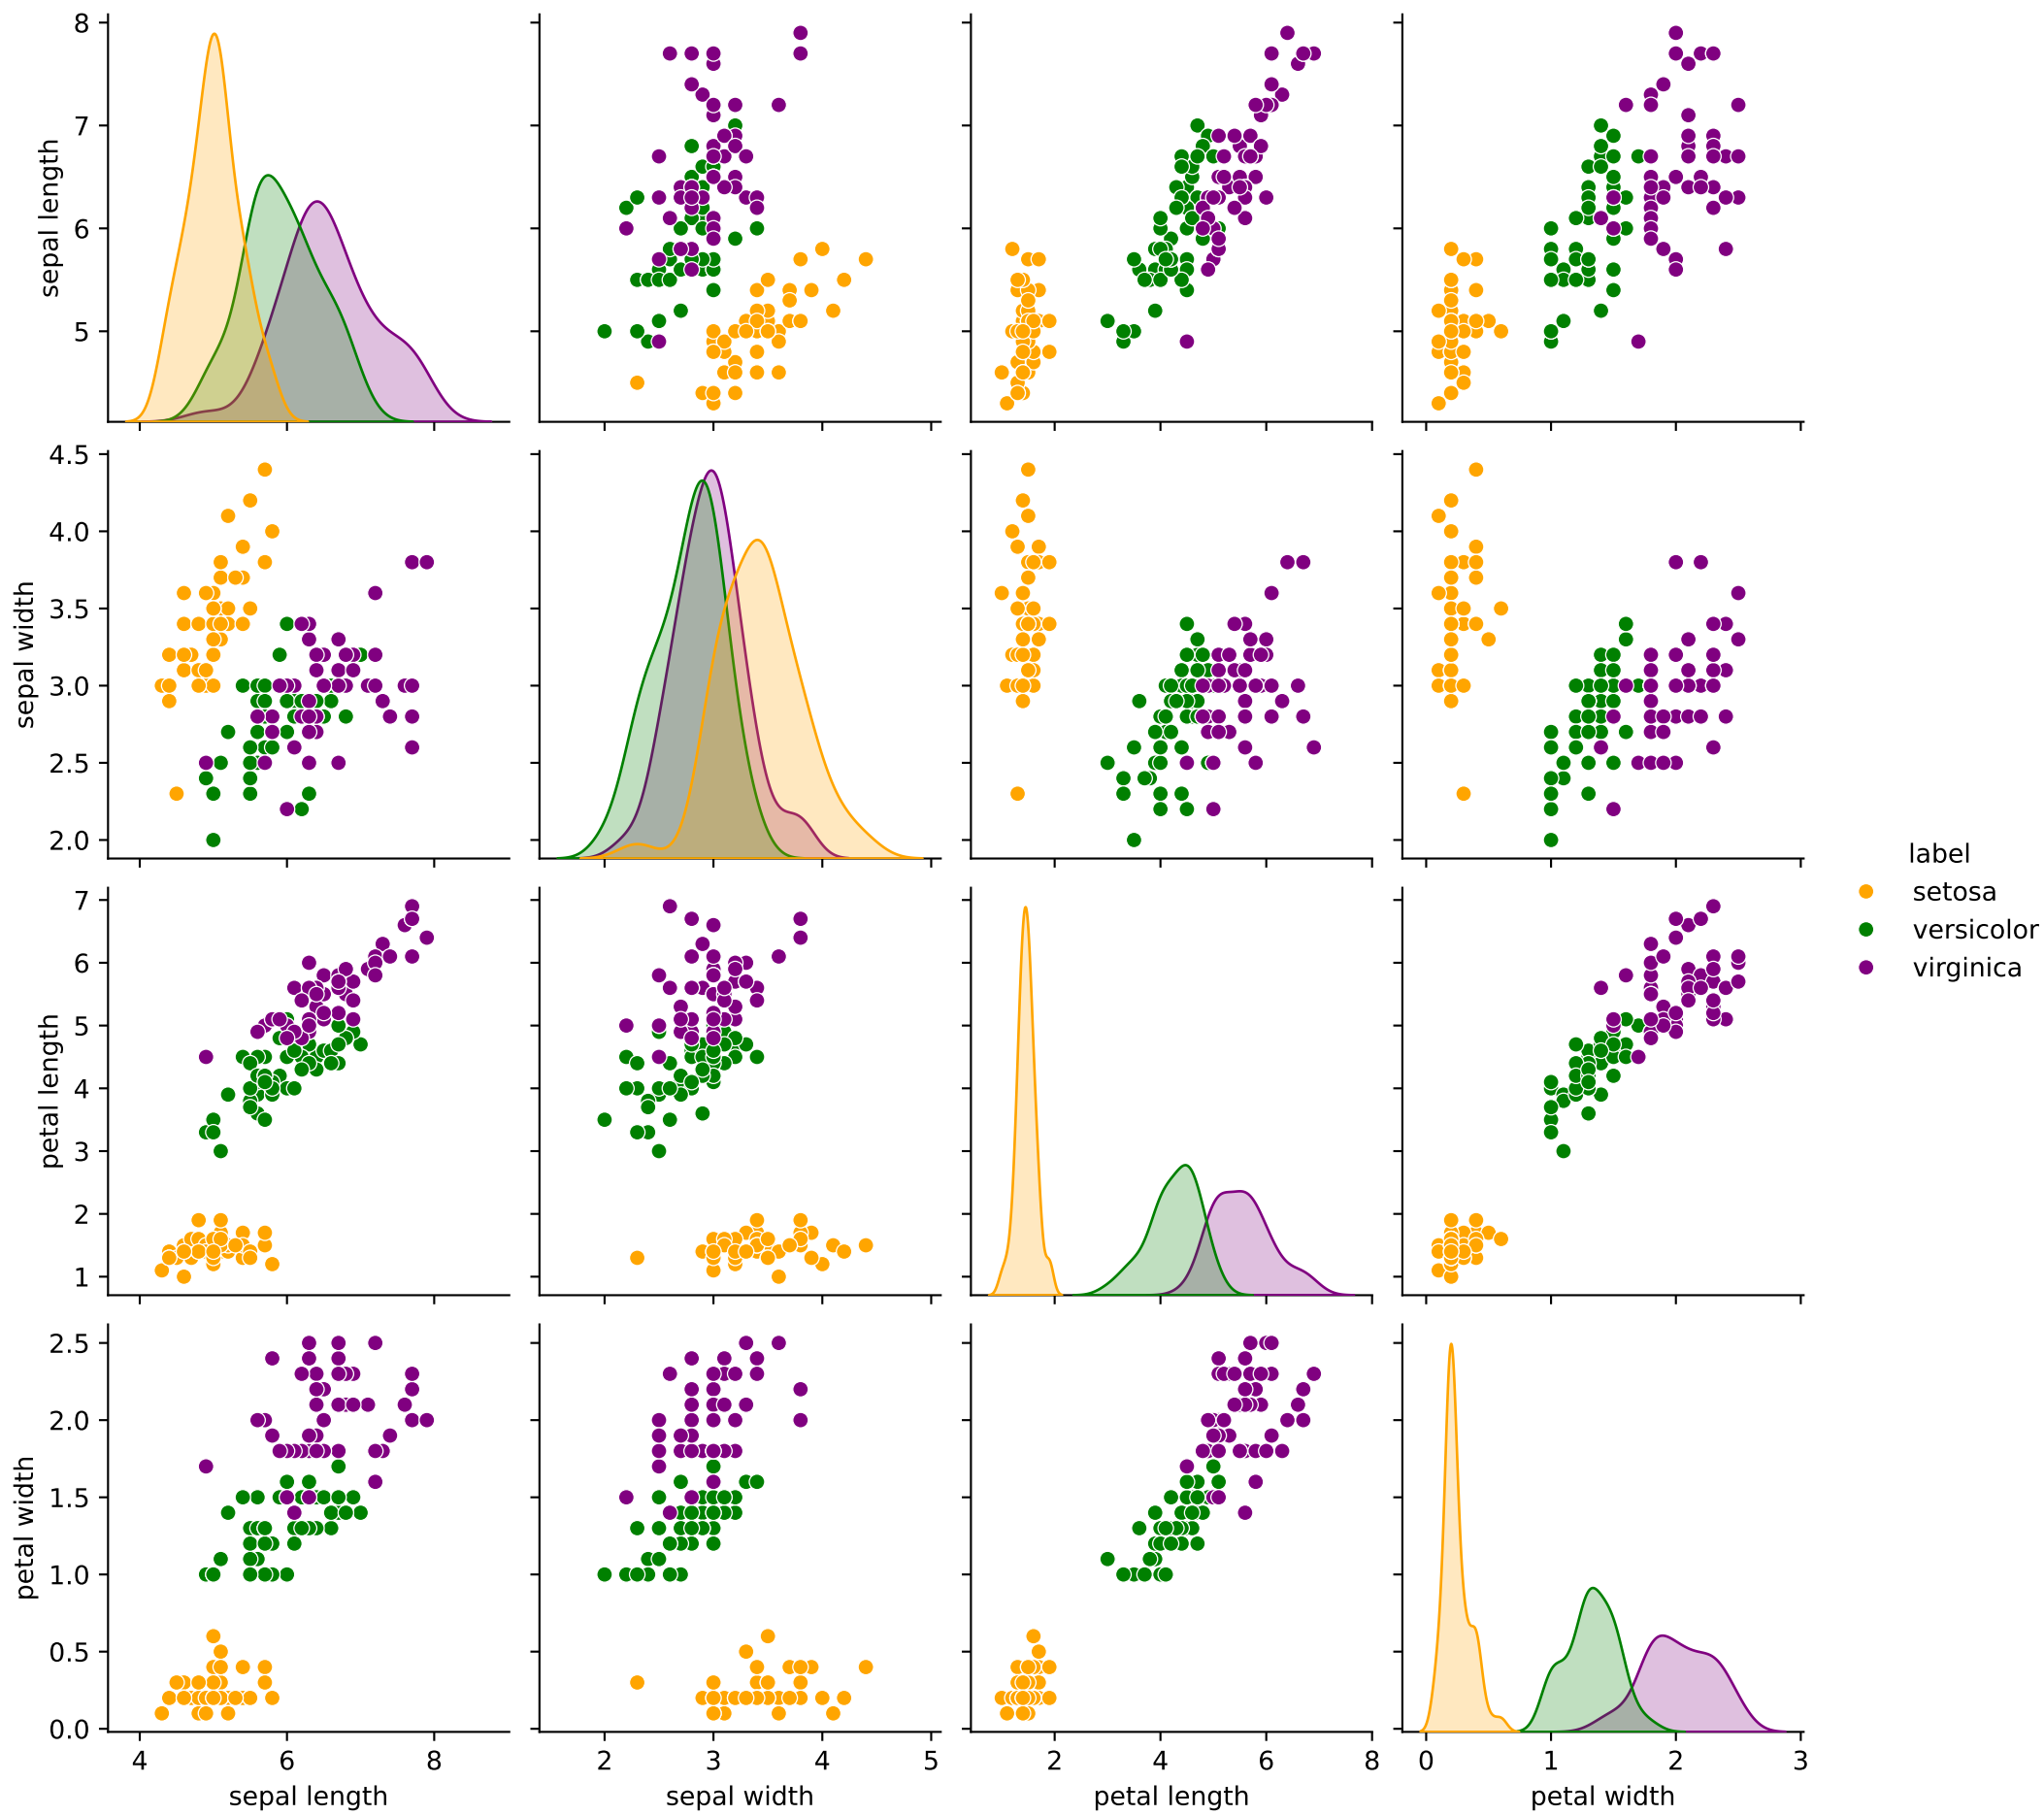 8
7
6
5
sepal length
4.5
4.0
3.5
3.0
2.5
2.0
sepal width
7
6
5
4
3
2
1
petal length
2.5
2.0
1.5
1.0
0.5
0.0
petal width
4 6 8
sepal length
2 3 4 5
sepal width
2 4 6 8
petal length
0 1 2 3
petal width
label
setosa
versicolor
virginica